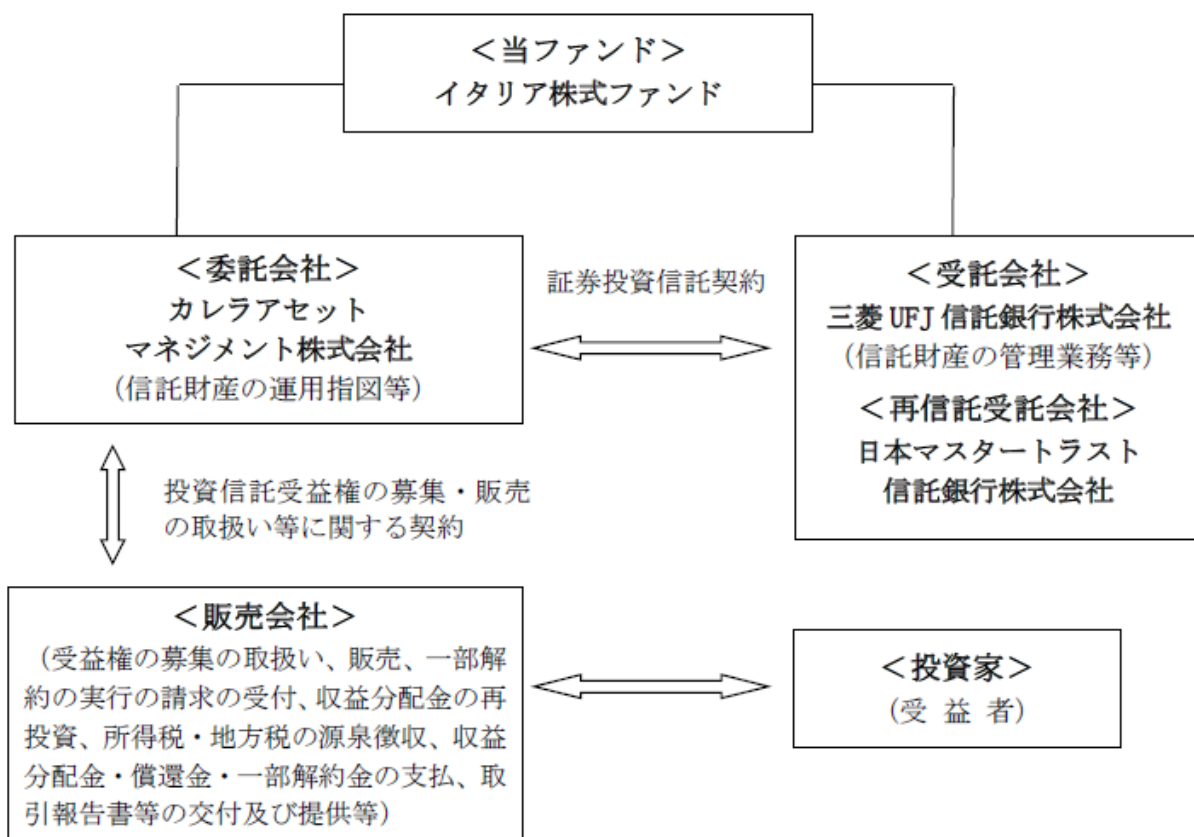 ＜当ファンド＞
イタリア株式ファンド
＜委託会社＞
カレラアセット
マネジメント株式会社
（信託財産の運用指図等）
証券投資信託契約
＜受託会社＞
三菱 UFJ 信託銀行株式会社
（信託財産の管理業務等）
＜再信託受託会社＞
日本マスタートラスト
信託銀行株式会社
投資信託受益権の募集・販売
の取扱い等に関する契約
＜販売会社＞
（受益権の募集の取扱い、販売、一部解
約の実行の請求の受付、収益分配金の再
投資、所得税・地方税の源泉徴収、収益
分配金・償還金・一部解約金の支払、取
引報告書等の交付及び提供等）
＜投資家＞
（受 益 者）